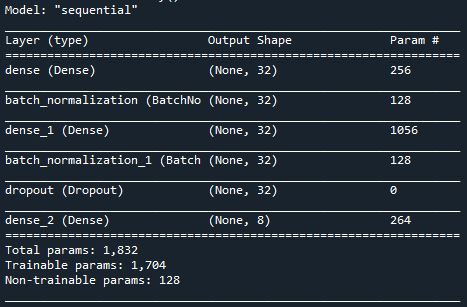 Model: "sequential"
Layer (type) Output Shape Param #
dense (Dense) (None, 32) 256
batch_normalization (BatchNo (None, 32) 128
dense_1 (Dense) (None, 32) 1056
batch_normalization_1 (Batch (None, 32) 128
dropout (Dropout) (None, 32) 0
dense_2 (Dense) (None, 8) 264
Total params: 1,832
Trainable params: 1,704
Non-trainable params: 128